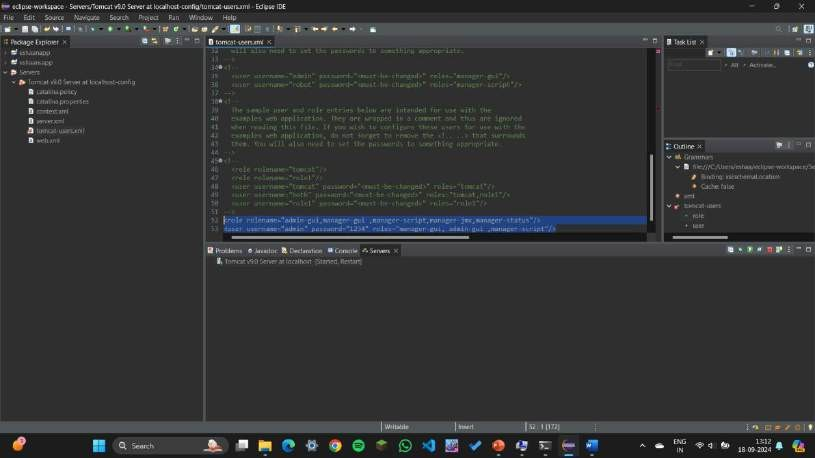 eclipse-workspace - Servers/Tomcat v9.0 Server at localhost-config/tomcat-users.xml - Eclipse IDE
File Edit Source Navigate Search Project Run Window Help
Package Explorer
Servers
Tomcat v9.0 Server at localhost-config
catalina.policy
catalina.properties
context.xml
server.xml
tomcat-users.xml
web.xml
tomcat-users.xml
32 will also need to set the passwords to something appropriate.
33 -->
34 <!--
35 <user username="admin" password="<must-be-changed>" roles="manager-gui"/>
36 <user username="robot" password="<must-be-changed>" roles="manager-script"/>
37 -->
38 <!--
39 The sample user and role entries below are intended for use with the
40 examples web application. They are wrapped in a comment and thus are ignored
41 when reading this file. If you wish to configure these users for use with the
42 examples web application, do not forget to remove the <!.. ..> that surrounds
43 them. You will also need to set the passwords to something appropriate.
44 -->
45 <!--
46 <role rolename="tomcat"/>
47 <role rolename="role1"/>
48 <user username="tomcat" password="<must-be-changed>" roles="tomcat"/>
49 <user username="both" password="<must-be-changed>" roles="tomcat,role1"/>
50 <user username="role1" password="<must-be-changed>" roles="role1"/>
51 -->
52 <role rolename="admin-gui,manager-gui ,manager-script,manager-jmx,manager-status"/>
53 <user username="admin" password="1234" roles="manager-gui, admin-gui ,manager-script"/>
Task List
Find
All
Activate...
Outline
Grammars
Binding: xsi:schemaLocation
Cache: false
xml
tomcat-users
role
user
Problems Javadoc Declaration Console Servers
Tomcat v9.0 Server at localhost [Started, Restart]
Writable
Insert
52 : 1 [172]
Search
ENG
IN
13:12
18-09-2024